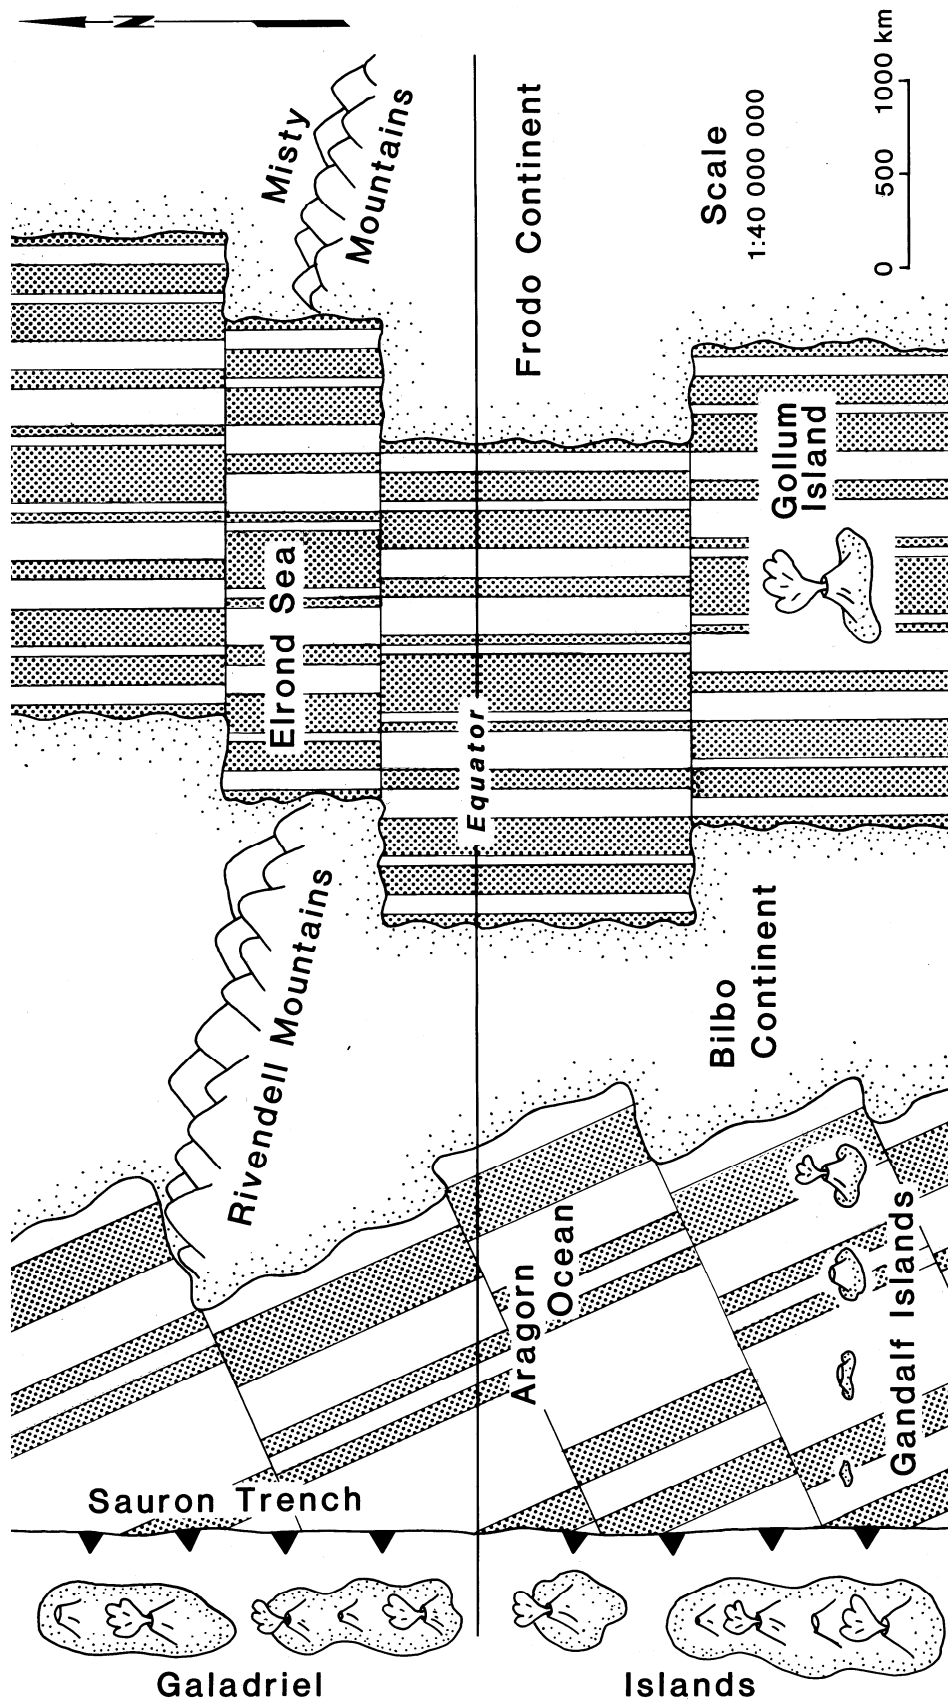 N
Misty
Mountains
Frodo Continent
Scale
1:40 000 000
0 500 1000 km
Elrond Sea
Gollum
Island
Equator
Rivendell Mountains
Bilbo
Continent
Aragorn
Ocean
Gandalf Islands
Sauron Trench
Galadriel Islands